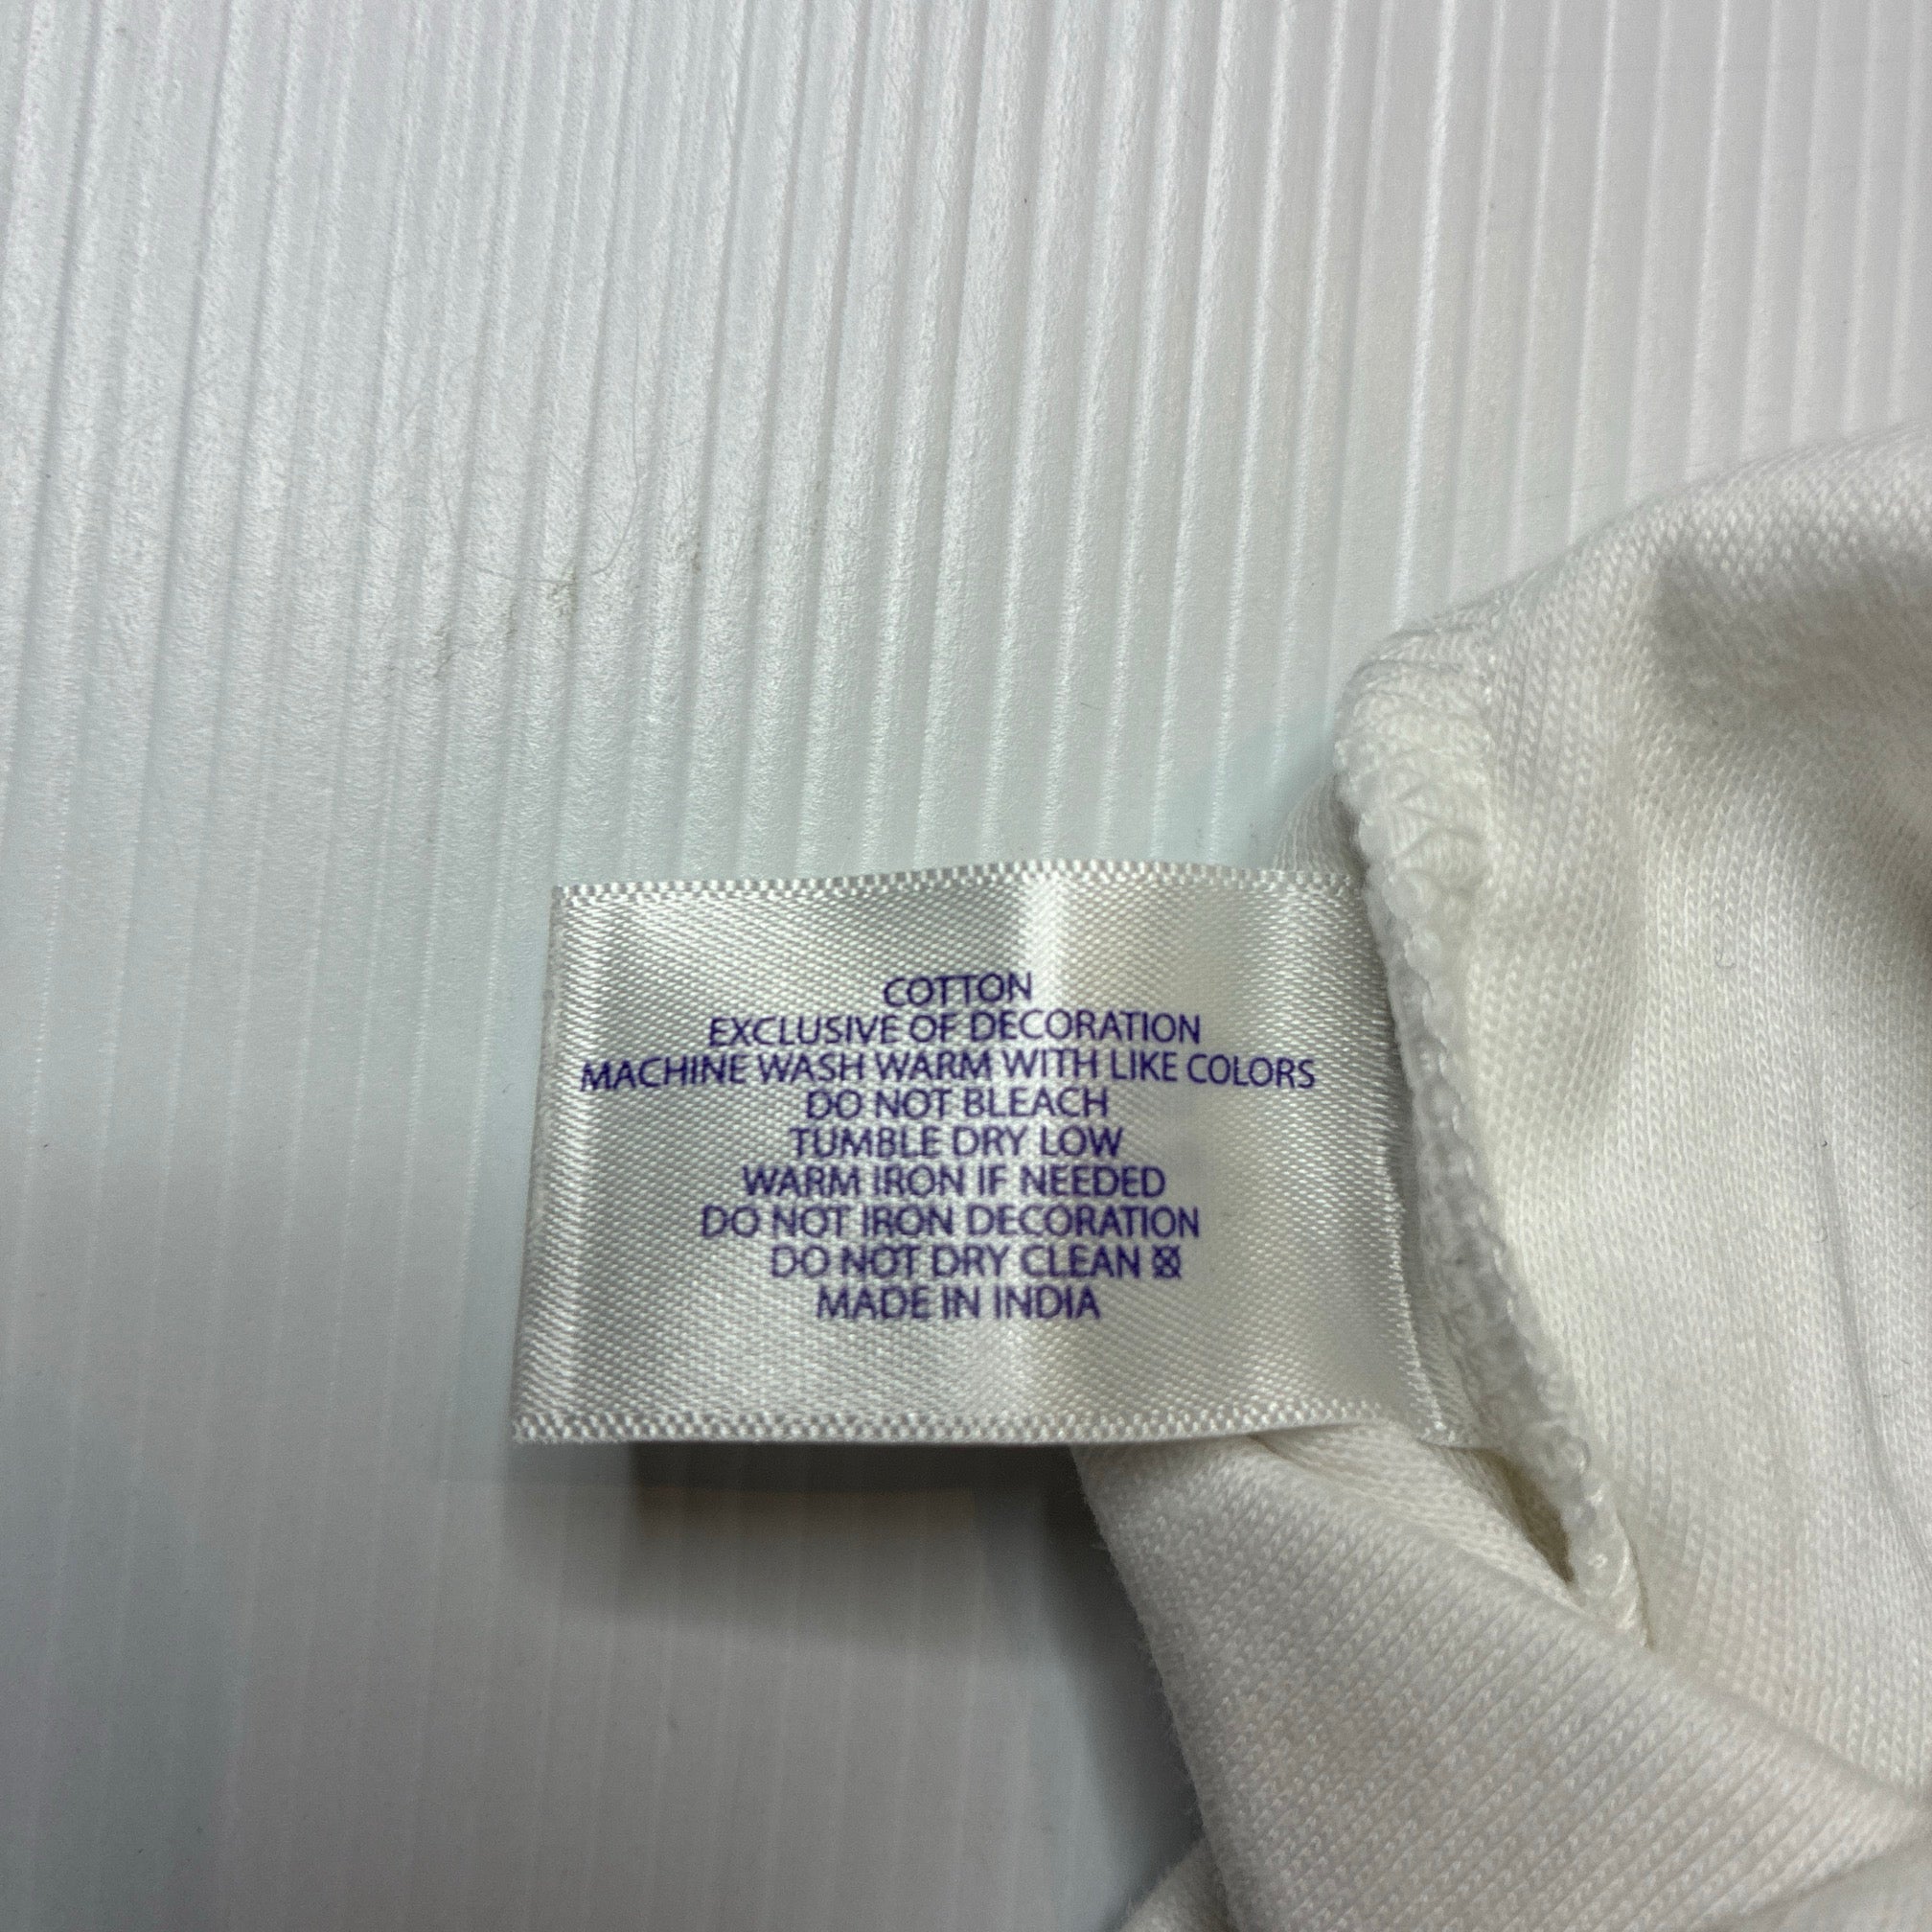 COTTON
EXCLUSIVE OF DECORATION
MACHINE WASH WARM WITH LIKE COLORS
DO NOT BLEACH
TUMBLE DRY LOW
WARM IRON IF NEEDED
DO NOT IRON DECORATION
DO NOT DRY CLEAN
MADE IN INDIA